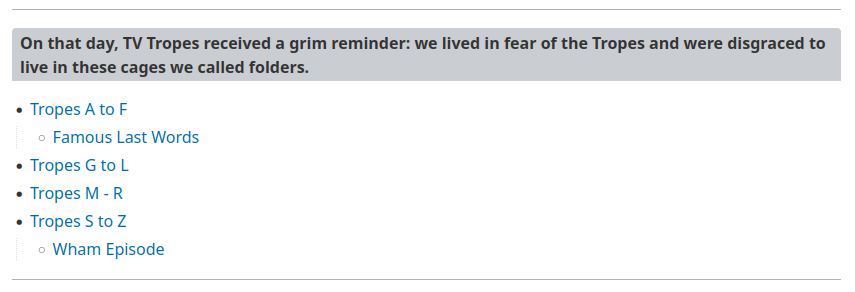 On that day, TV Tropes received a grim reminder: we lived in fear of the Tropes and were disgraced to
live in these cages we called folders.
Tropes A to F
Famous Last Words
Tropes G to L
Tropes M - R
Tropes S to Z
Wham Episode